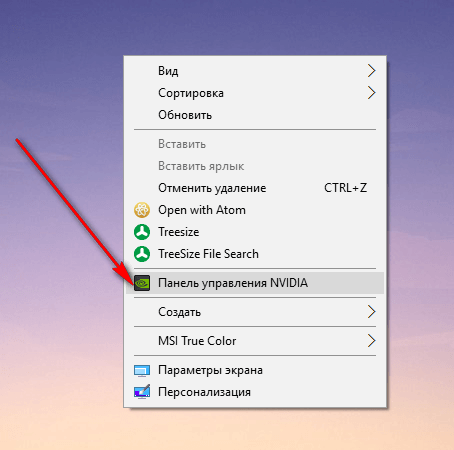 Вид
Сортировка
Обновить
Вставить
Вставить ярлык
Отменить удаление CTRL+Z
Open with Atom
Treesize
TreeSize File Search
Панель управления NVIDIA
Создать
MSI True Color
Параметры экрана
Персонализация